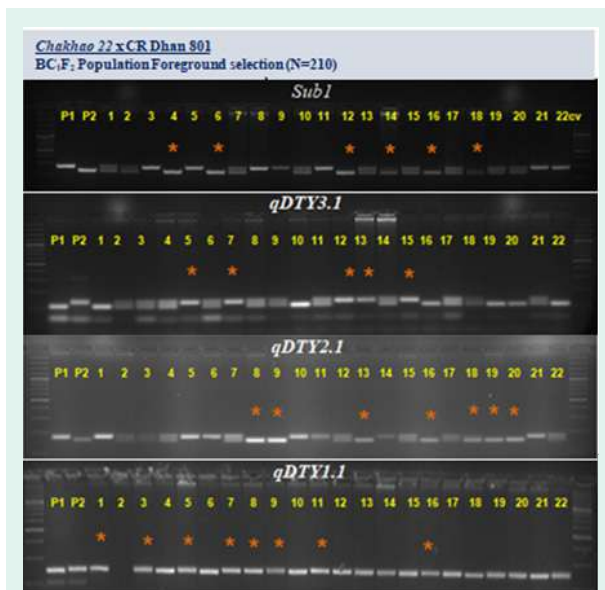 Chakhao 22 x CR Dhan 801
BC₁F₂ Population Foreground selection (N=210)
Sub1
P1 P2 1 2 3 4 5 6 7 8 9 10 11 12 13 14 15 16 17 18 19 20 21 22cv
* * * * * *
qDTY3.1
P1 P2 1 2 3 4 5 6 7 8 9 10 11 12 13 14 15 16 17 18 19 20 21 22
* * * * *
qDTY2.1
P1 P2 1 2 3 4 5 6 7 8 9 10 11 12 13 14 15 16 17 18 19 20 21 22
* * * * * * *
qDTY1.1
P1 P2 1 2 3 4 5 6 7 8 9 10 11 12 13 14 15 16 17 18 19 20 21 22
* * * * * * * *